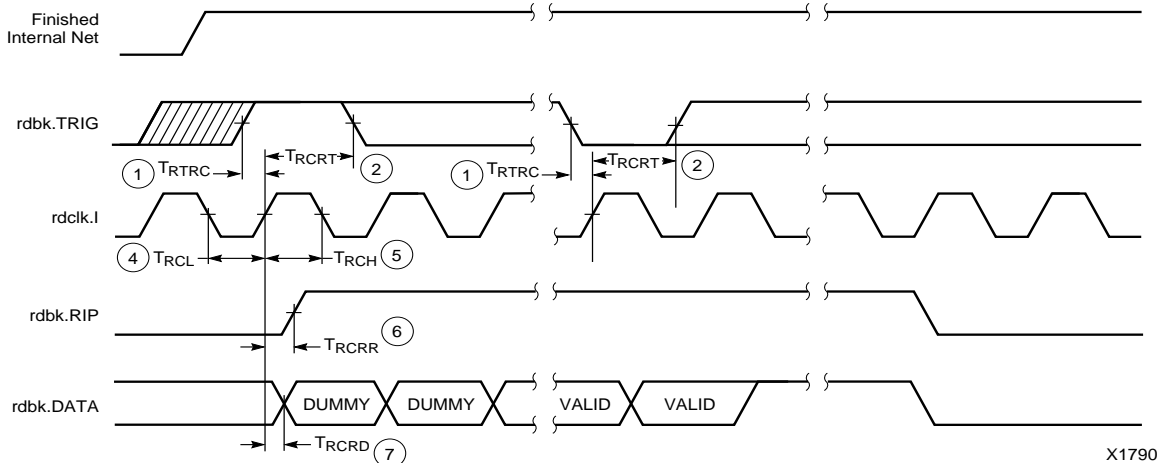 Finished
Internal Net
rdbk.TRIG
TRCRT
TRCRT
1 TRTRC
2
1 TRTRC
2
rdclk.I
4 TRCL
TRCH 5
rdbk.RIP
6
TRCRR
rdbk.DATA
DUMMY
DUMMY
VALID
VALID
TRCRD 7
X1790